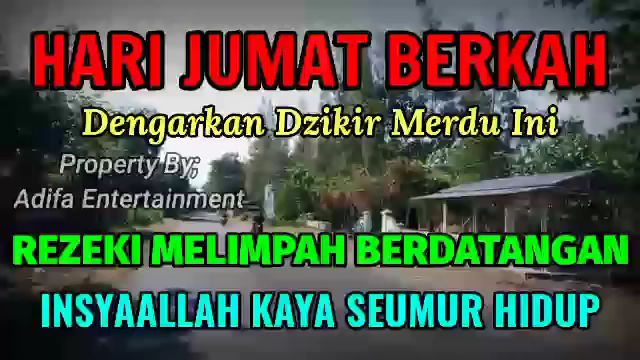 HARI JUMAT BERKAH
Dengarkan Dzikir Merdu Ini
Property By;
Adifa Entertainment
REZEKI MELIMPAH BERDATANGAN
INSYAALLAH KAYA SEUMUR HIDUP